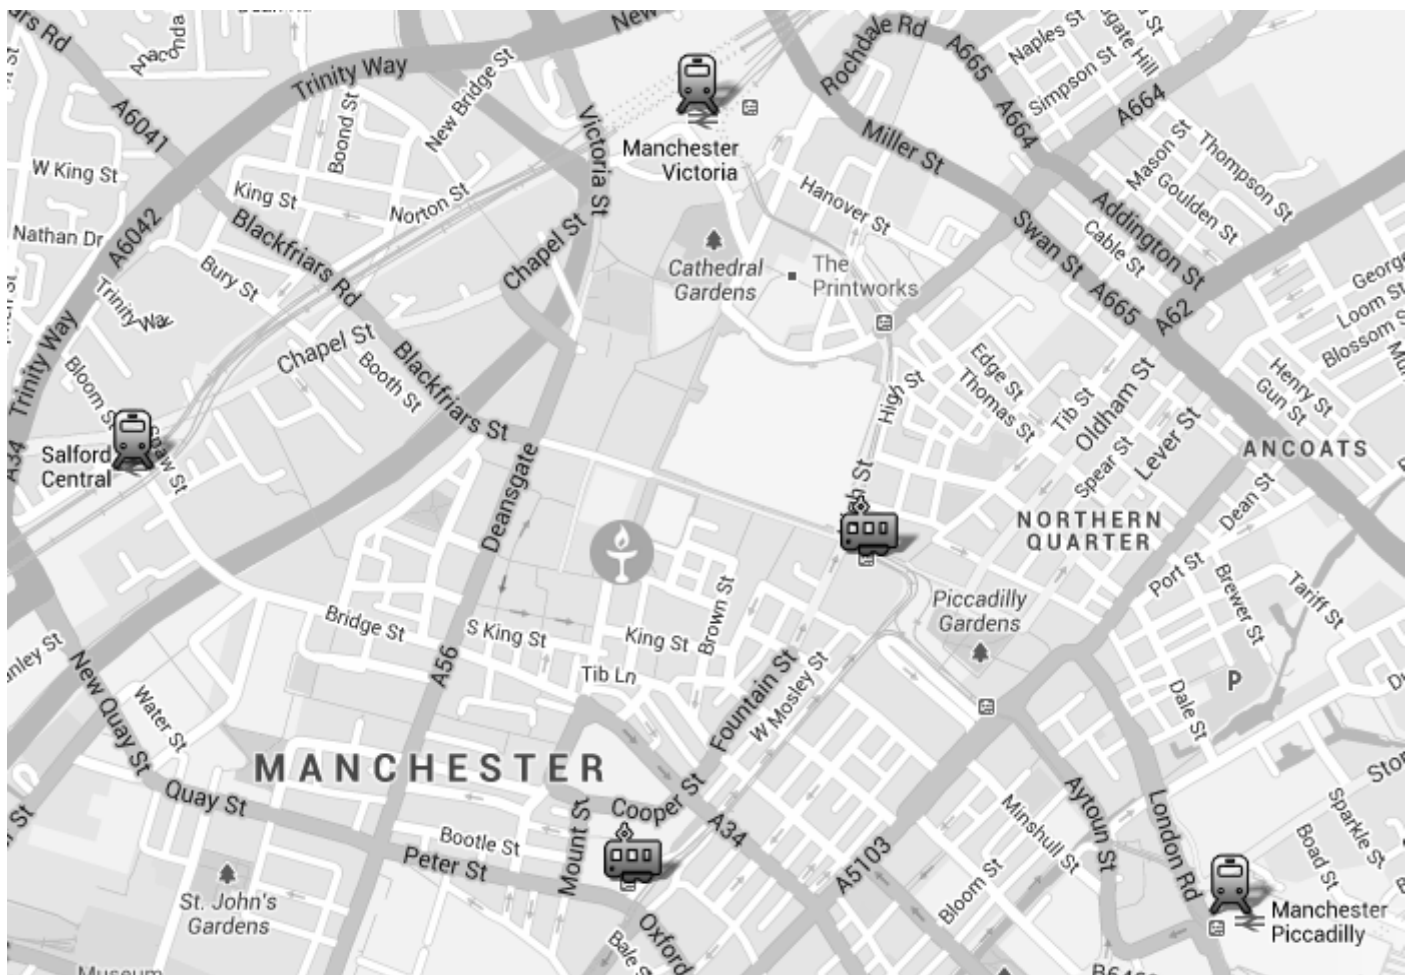 Trinity Way
New Bridge St
Boond St
A6041
W King St
King St
Norton St
Nathan Dr
A6042
Blackfriars Rd
Bury St
Trinity Way
Trinity Way
Chapel St
Chapel St
Victoria St
Manchester
Victoria
Rochdale Rd
A665
A664
Naples St
Simpson St
A664
Miller St
Mason St
Thompson St
Goulden St
Hanover St
Addington St
Cable St
Swan St
A665
A62
Cathedral
Gardens
The
Printworks
Loom St
Henry St
Gun St
Bloom St
Blackfriars St
Booth St
Edge St
Thomas St
High St
Tib St
Oldham St
Spear St
Lever St
ANCOATS
Salford
Central
A34
Deansgate
NORTHERN
QUARTER
Dean St
Port St
Brewer St
Tariff St
Piccadilly
Gardens
Bridge St
S King St
King St
Brown St
Tib Ln
A56
Fountain St
W Mosley St
P
Dale St
New Quay St
Water St
MANCHESTER
Quay St
Cooper St
A34
Mount St
Bootle St
Peter St
St. John's
Gardens
A5103
Minshull St
Aytoun St
London Rd
Sparkle St
Boad St
Bloom St
Manchester
Piccadilly
Oxford
Museum